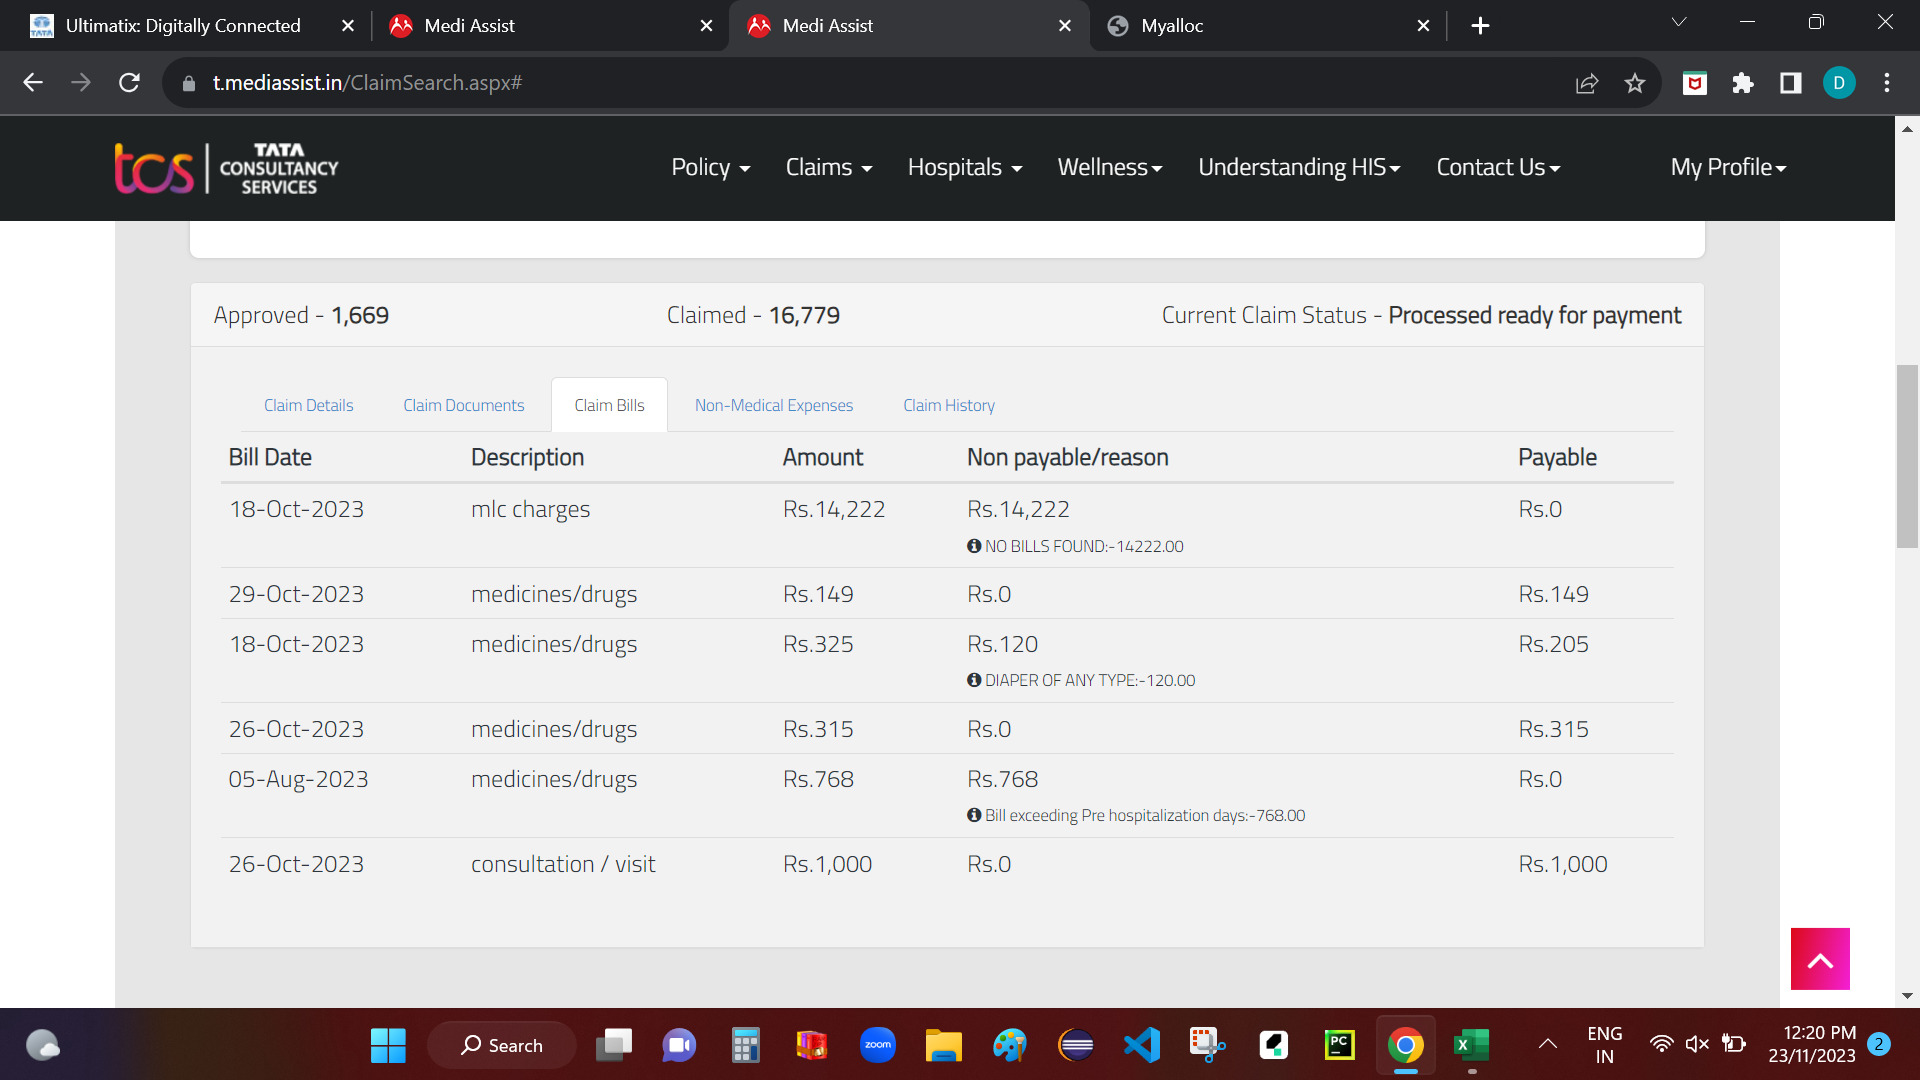 Ultimatix: Digitally Connected
Medi Assist
Medi Assist
Myalloc
t.mediassist.in/ClaimSearch.aspx#
D
tcs | TATA CONSULTANCY SERVICES
Policy
Claims
Hospitals
Wellness
Understanding HIS
Contact Us
My Profile
Approved - 1,669
Claimed - 16,779
Current Claim Status - Processed ready for payment
Claim Details
Claim Documents
Claim Bills
Non-Medical Expenses
Claim History
Bill Date Description Amount Non payable/reason Payable
18-Oct-2023 mlc charges Rs.14,222 Rs.14,222 Rs.0
NO BILLS FOUND:-14222.00
29-Oct-2023 medicines/drugs Rs.149 Rs.0 Rs.149
18-Oct-2023 medicines/drugs Rs.325 Rs.120 Rs.205
DIAPER OF ANY TYPE:-120.00
26-Oct-2023 medicines/drugs Rs.315 Rs.0 Rs.315
05-Aug-2023 medicines/drugs Rs.768 Rs.768 Rs.0
Bill exceeding Pre hospitalization days:-768.00
26-Oct-2023 consultation / visit Rs.1,000 Rs.0 Rs.1,000
Search
zoom
PC
X
ENG
IN
12:20 PM
23/11/2023
2